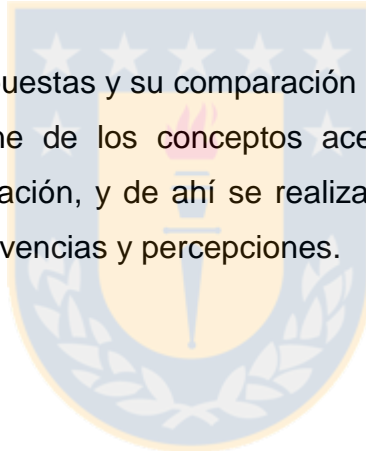 uestas y su comparación
ne de los conceptos ace
ación, y de ahí se realiza
vencias y percepciones.